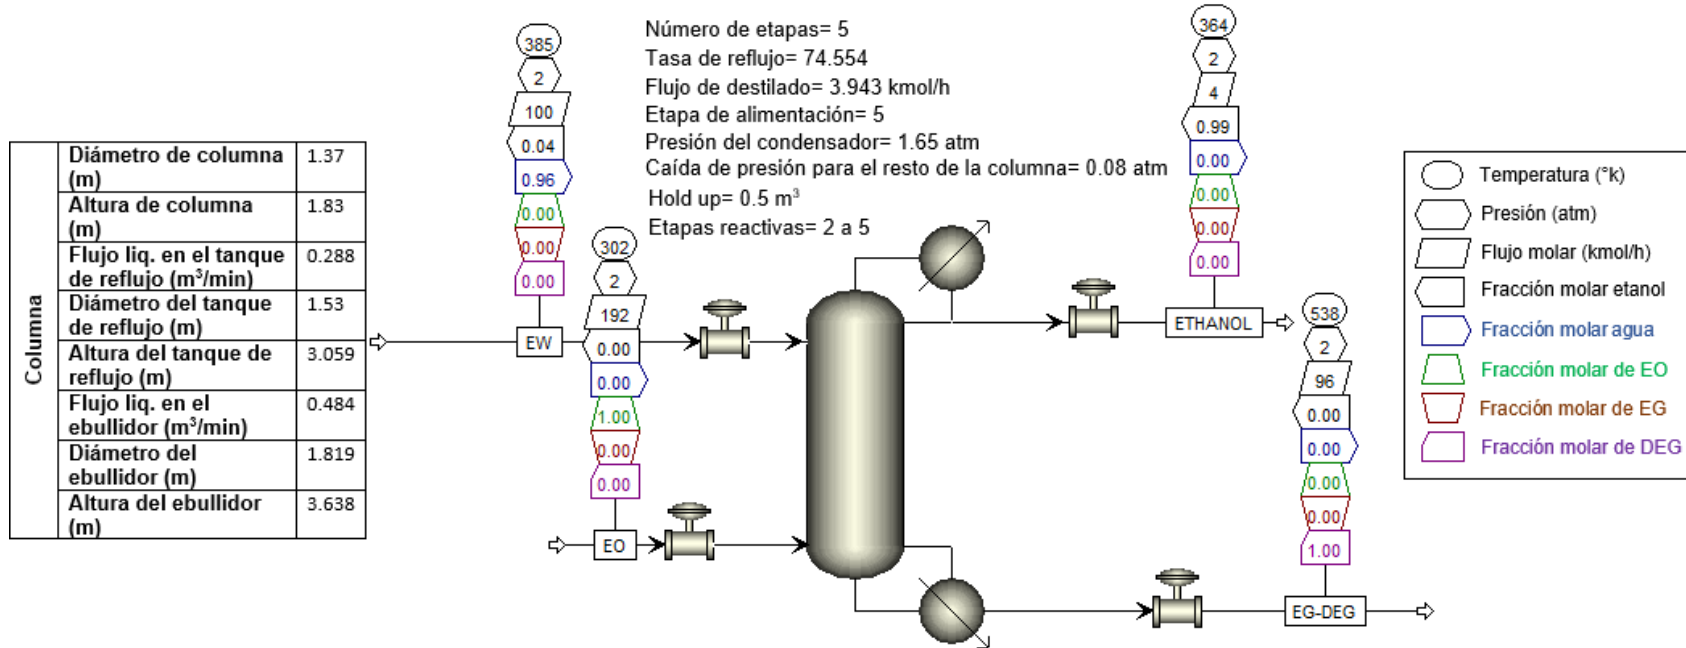 Número de etapas= 5
Tasa de reflujo= 74.554
Flujo de destilado= 3.943 kmol/h
Etapa de alimentación= 5
Presión del condensador= 1.65 atm
Caída de presión para el resto de la columna= 0.08 atm
Hold up= 0.5 m³
Etapas reactivas= 2 a 5
Columna
Diámetro de columna (m) 1.37
Altura de columna (m) 1.83
Flujo liq. en el tanque de reflujo (m³/min) 0.288
Diámetro del tanque de reflujo (m) 1.53
Altura del tanque de reflujo (m) 3.059
Flujo liq. en el ebullidor (m³/min) 0.484
Diámetro del ebullidor (m) 1.819
Altura del ebullidor (m) 3.638
385
2
100
0.04
0.96
0.00
0.00
0.00
EW
302
2
192
0.00
0.00
1.00
0.00
0.00
EO
364
2
4
0.99
0.00
0.00
0.00
0.00
ETHANOL
538
2
96
0.00
0.00
0.00
0.00
1.00
EG-DEG
Temperatura (°k)
Presión (atm)
Flujo molar (kmol/h)
Fracción molar etanol
Fracción molar agua
Fracción molar de EO
Fracción molar de EG
Fracción molar de DEG